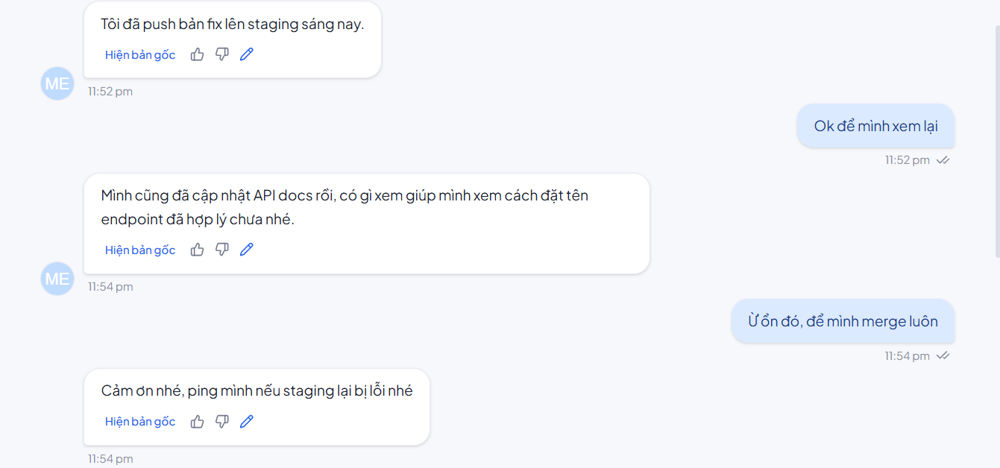 Tôi đã push bản fix lên staging sáng nay.
Hiện bản gốc
ME
11:52 pm
Ok để mình xem lại
11:52 pm
Mình cũng đã cập nhật API docs rồi, có gì xem giúp mình xem cách đặt tên
endpoint đã hợp lý chưa nhé.
Hiện bản gốc
ME
11:54 pm
Ừ ổn đó, để mình merge luôn
11:54 pm
Cảm ơn nhé, ping mình nếu staging lại bị lỗi nhé
Hiện bản gốc
11:54 pm